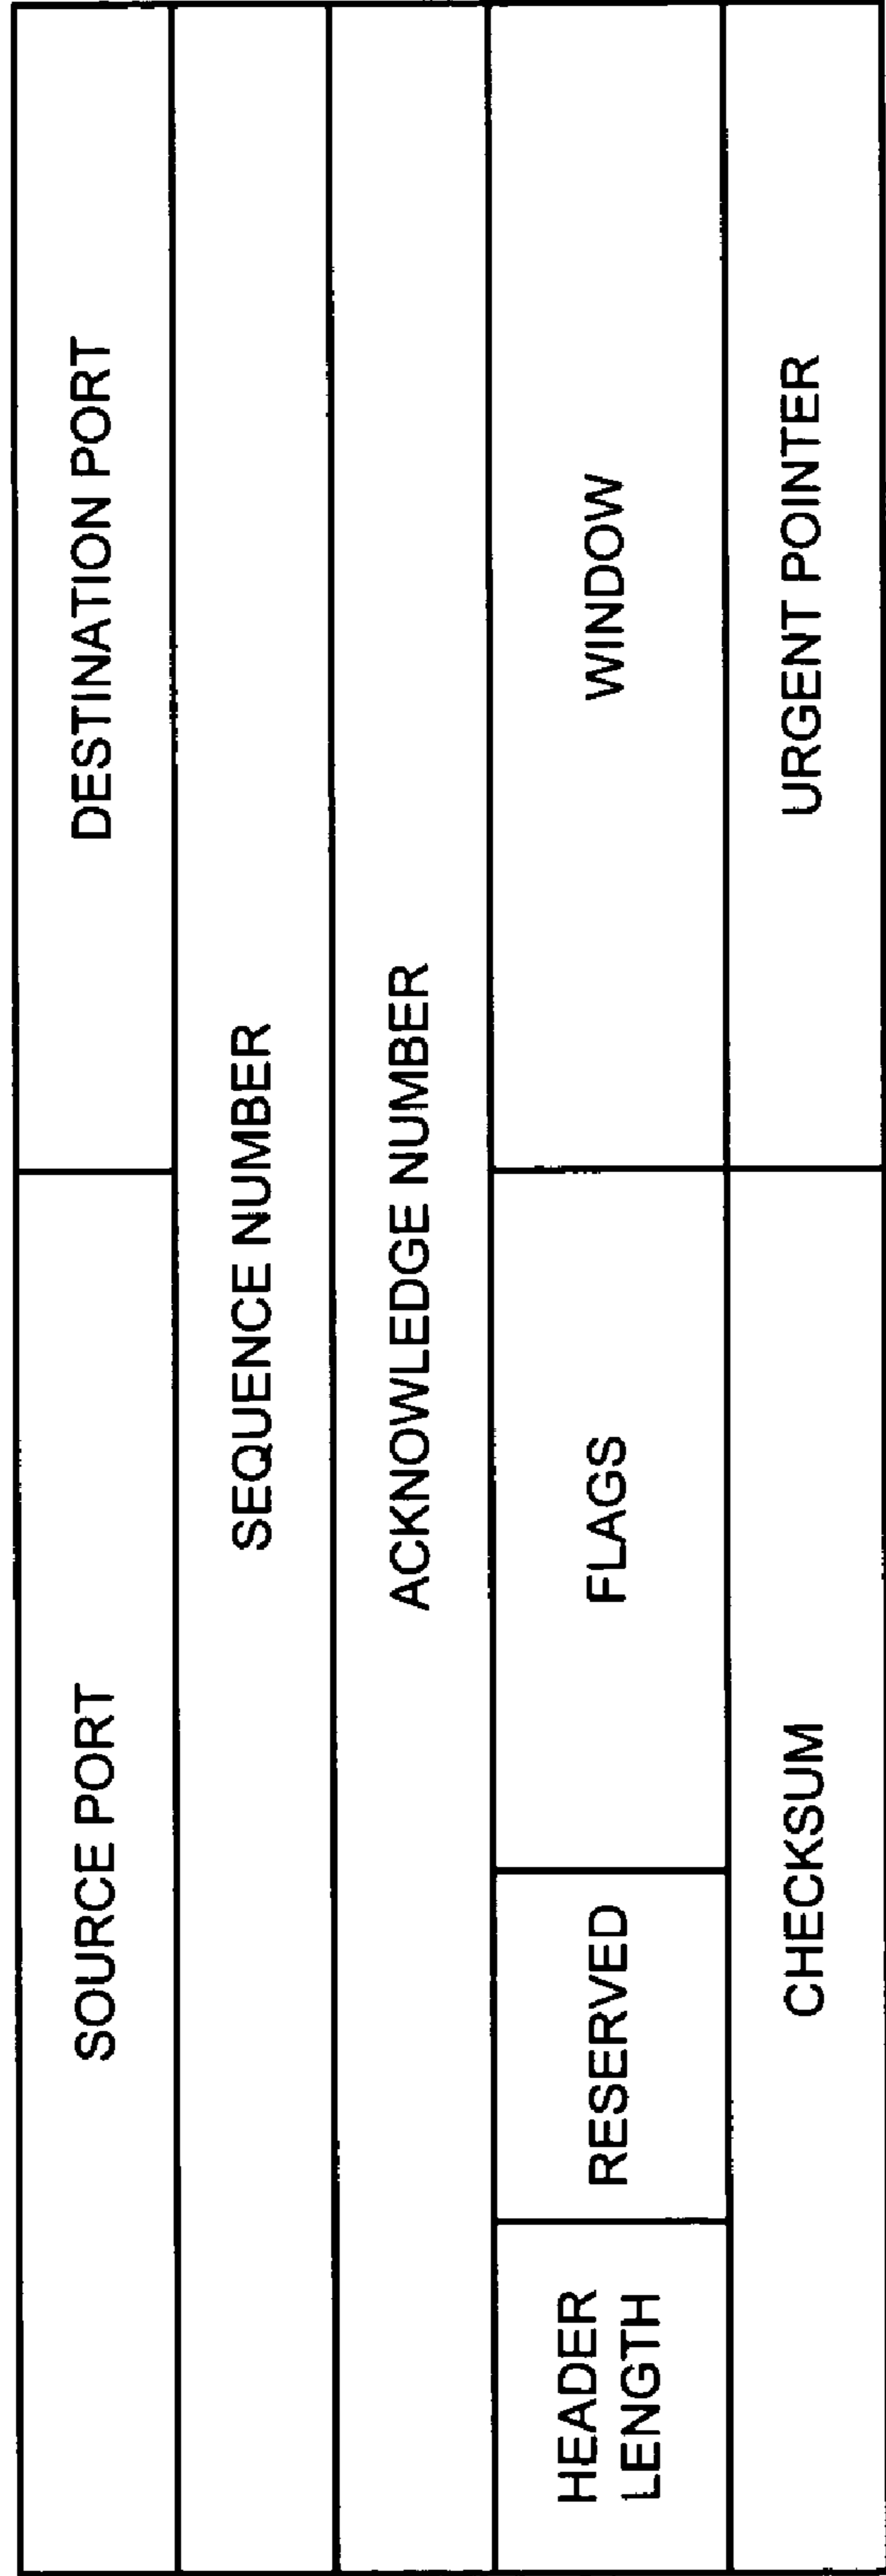 SOURCE PORT
DESTINATION PORT
SEQUENCE NUMBER
ACKNOWLEDGE NUMBER
HEADER
LENGTH
RESERVED
FLAGS
WINDOW
CHECKSUM
URGENT POINTER